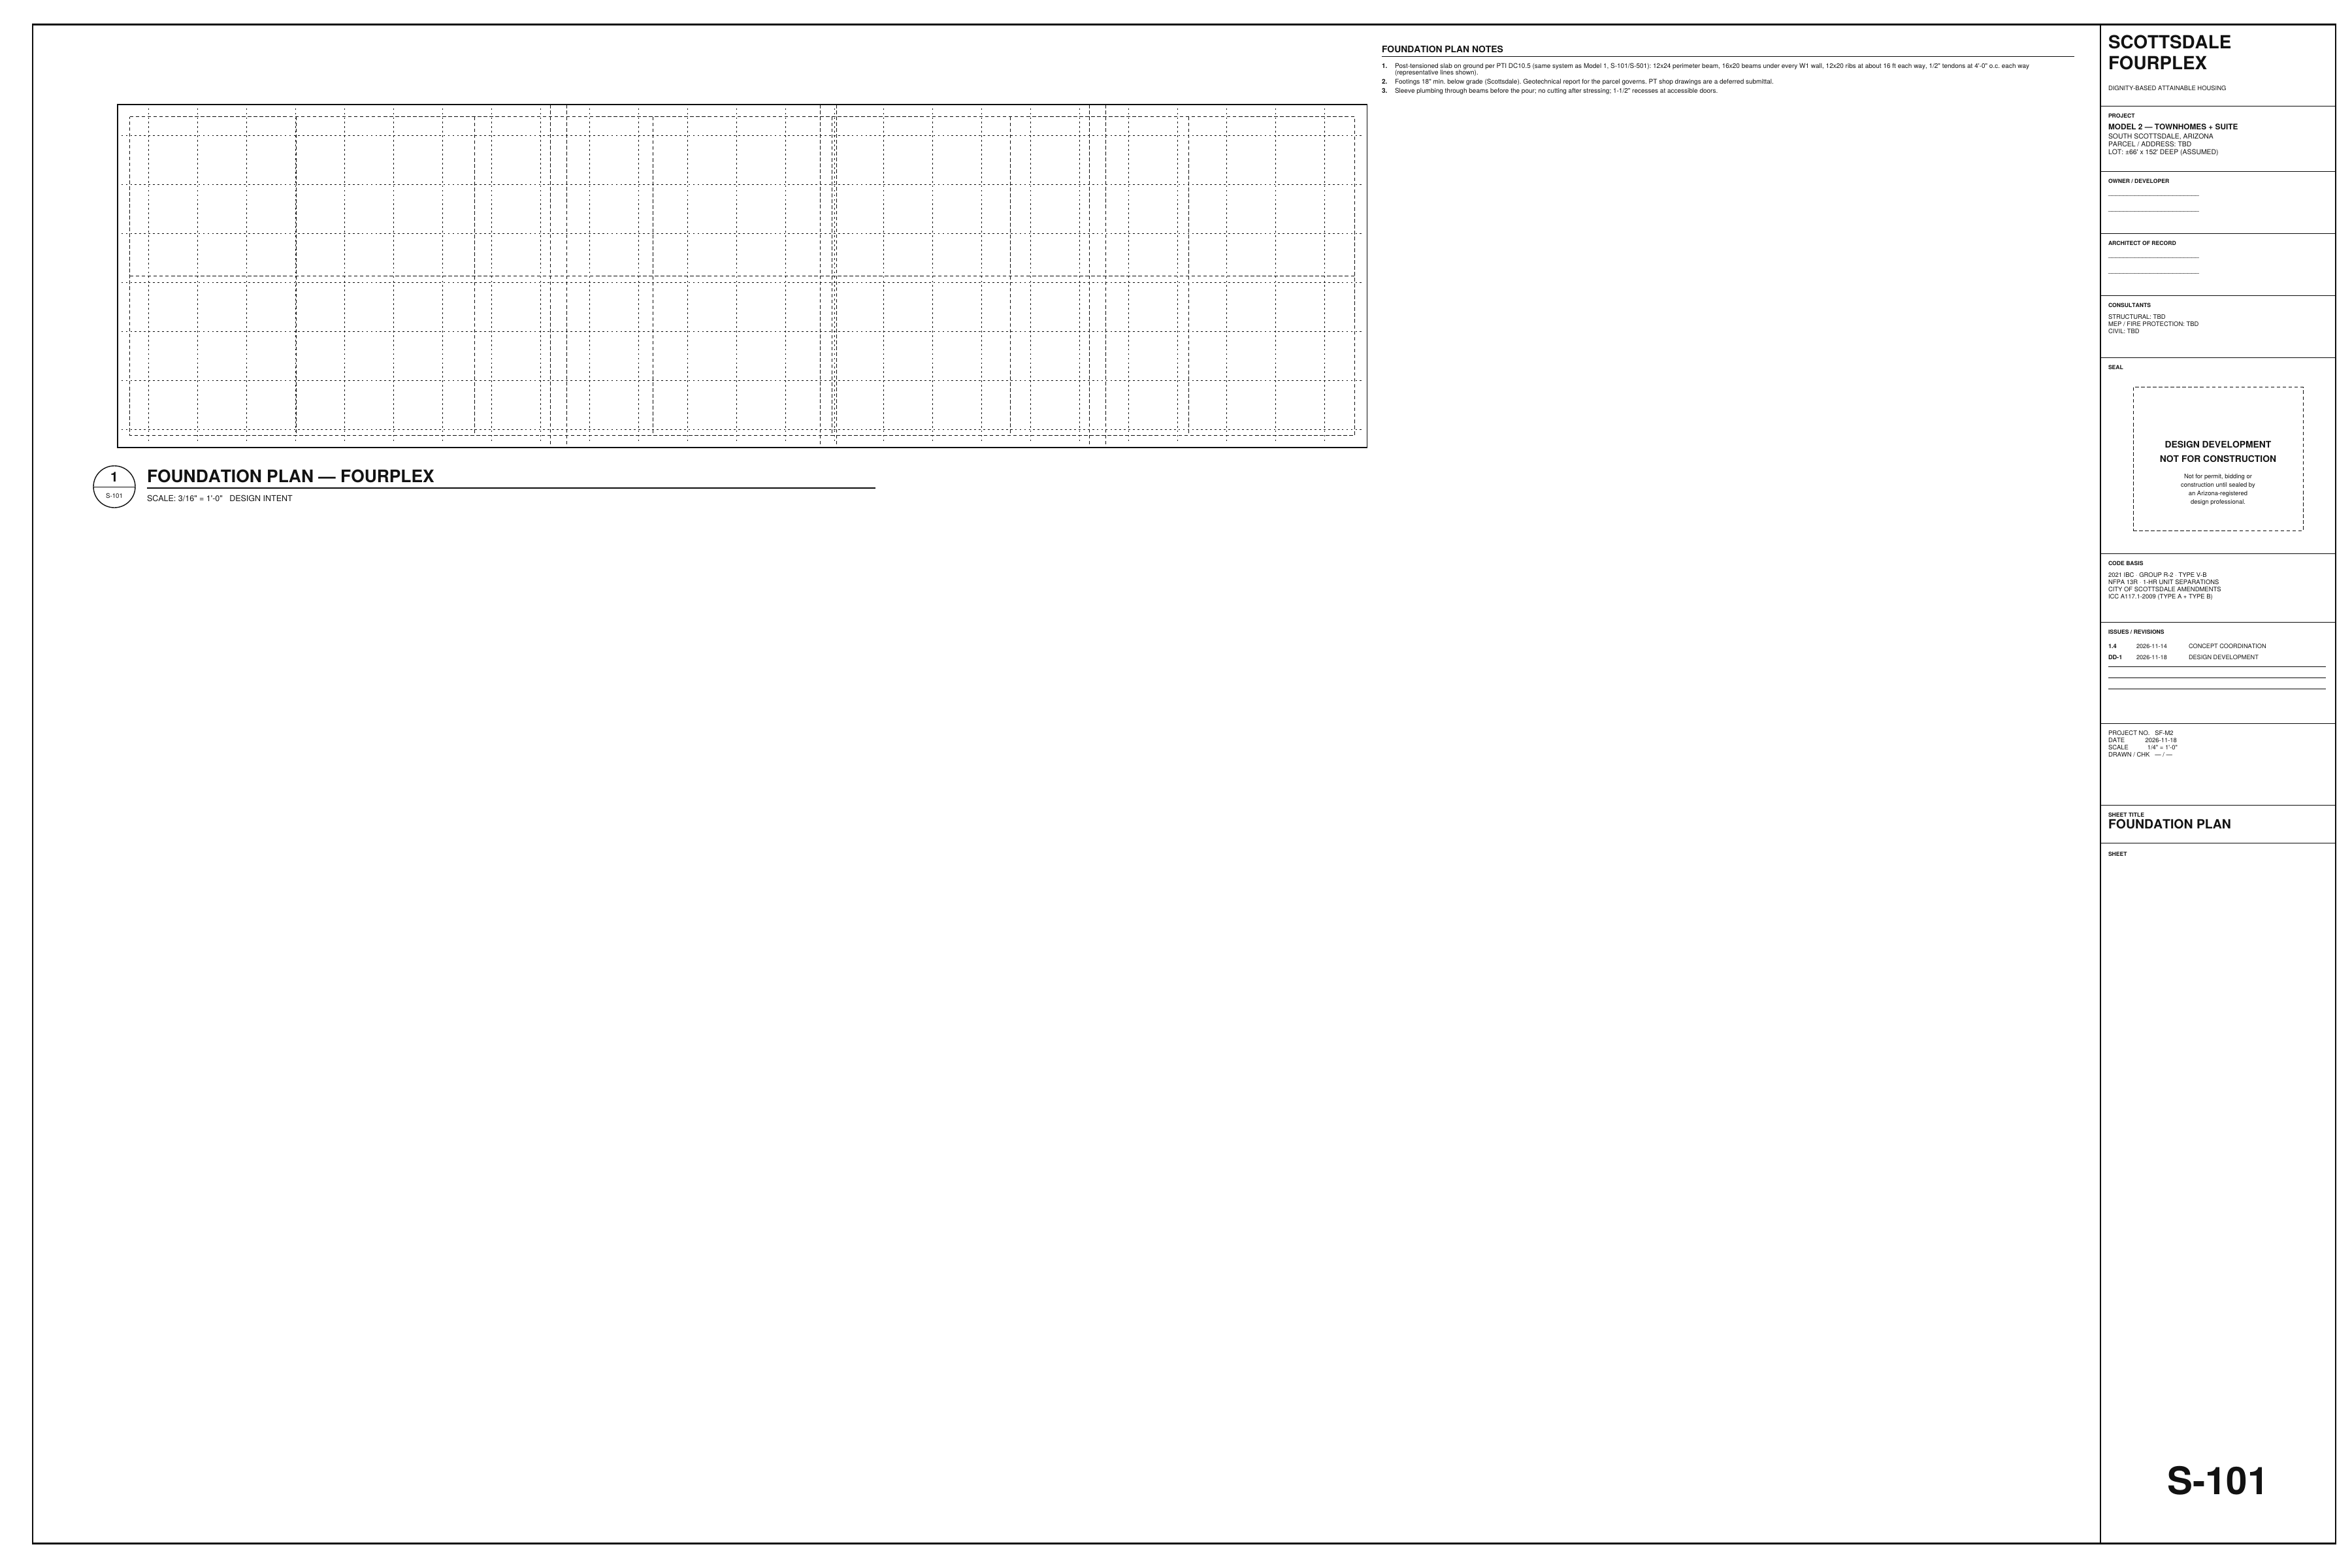 FOUNDATION PLAN NOTES
1. Post-tensioned slab on ground per PTI DC10.5 (same system as Model 1, S-101/S-501): 12x24 perimeter beam, 16x20 beams under every W1 wall, 12x20 ribs at about 16 ft each way, 1/2" tendons at 4'-0" o.c. each way
(representative lines shown).
2. Footings 18" min. below grade (Scottsdale). Geotechnical report for the parcel governs. PT shop drawings are a deferred submittal.
3. Sleeve plumbing through beams before the pour; no cutting after stressing; 1-1/2" recesses at accessible doors.
1
S-101
FOUNDATION PLAN — FOURPLEX
SCALE: 3/16" = 1'-0" DESIGN INTENT
SCOTTSDALE
FOURPLEX
DIGNITY-BASED ATTAINABLE HOUSING
PROJECT
MODEL 2 — TOWNHOMES + SUITE
SOUTH SCOTTSDALE, ARIZONA
PARCEL / ADDRESS: TBD
LOT: ±66' x 152' DEEP (ASSUMED)
OWNER / DEVELOPER
ARCHITECT OF RECORD
CONSULTANTS
STRUCTURAL: TBD
MEP / FIRE PROTECTION: TBD
CIVIL: TBD
SEAL
DESIGN DEVELOPMENT
NOT FOR CONSTRUCTION
Not for permit, bidding or
construction until sealed by
an Arizona-registered
design professional.
CODE BASIS
2021 IBC · GROUP R-2 · TYPE V-B
NFPA 13R · 1-HR UNIT SEPARATIONS
CITY OF SCOTTSDALE AMENDMENTS
ICC A117.1-2009 (TYPE A + TYPE B)
ISSUES / REVISIONS
1.4 2026-11-14 CONCEPT COORDINATION
DD-1 2026-11-18 DESIGN DEVELOPMENT
PROJECT NO. SF-M2
DATE 2026-11-18
SCALE 1/4" = 1'-0"
DRAWN / CHK — / —
SHEET TITLE
FOUNDATION PLAN
SHEET
S-101